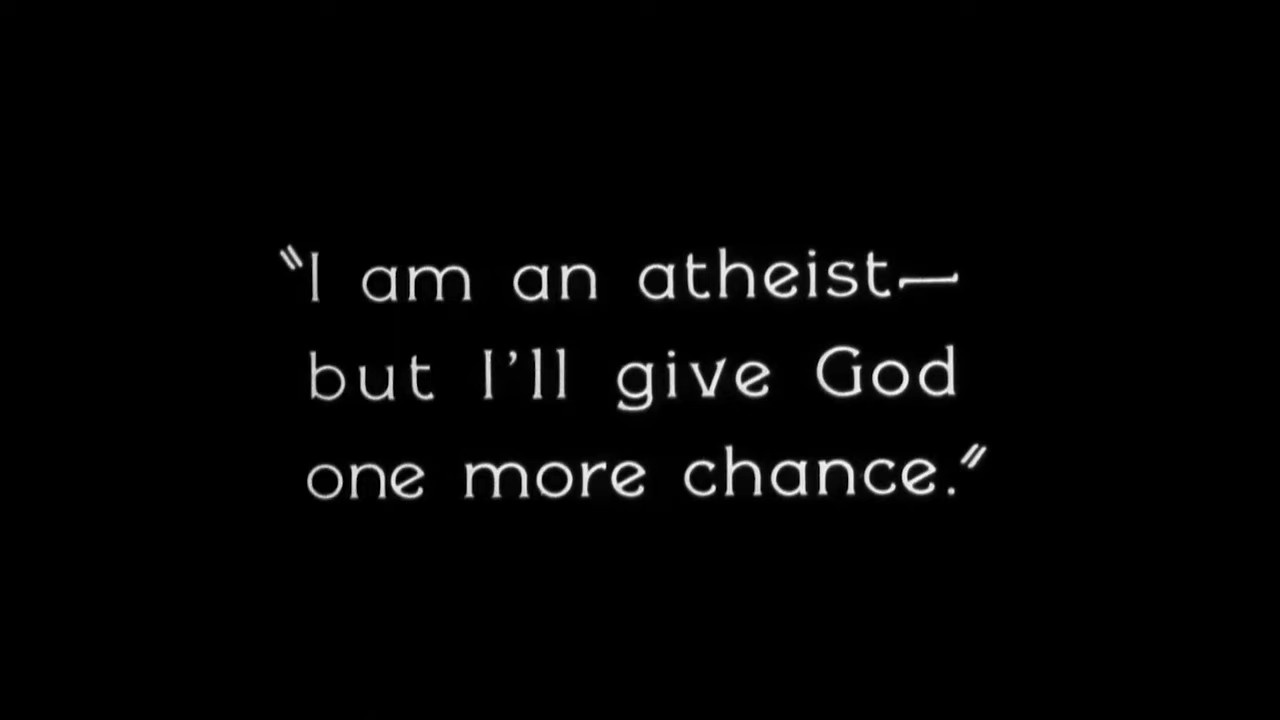 “I am an atheist—
but I’ll give God
one more chance.”